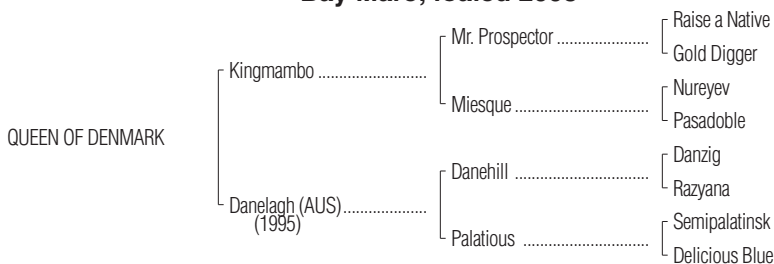 Bay Mare; foaled
Raise a Native
Mr. Prospector ........................
Gold Digger
Kingmambo ............................
Nureyev
Miesque ..................................
Pasadoble
QUEEN OF DENMARK
Danzig
Danehill ...................................
Razyana
Danelagh (AUS) ......................
(1995)
Semipalatinsk
Palatious ................................
Delicious Blue